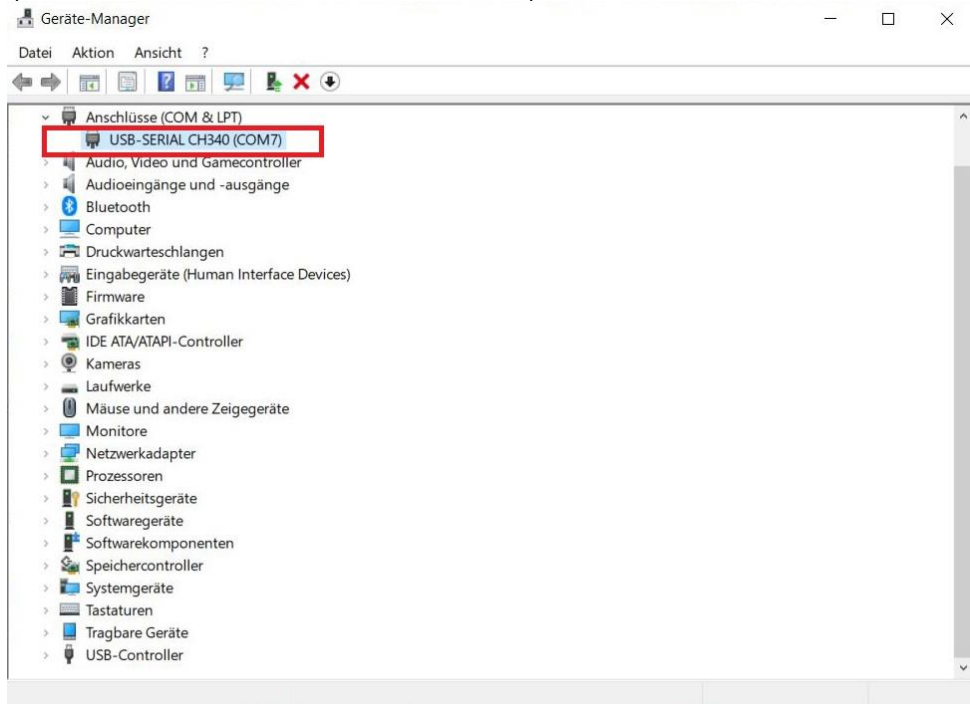 Geräte-Manager
Datei Aktion Ansicht ?
Anschlüsse (COM & LPT)
USB-SERIAL CH340 (COM7)
Audio, Video und Gamecontroller
Audioeingänge und -ausgänge
Bluetooth
Computer
Druckwarteschlangen
Eingabegeräte (Human Interface Devices)
Firmware
Grafikkarten
IDE ATA/ATAPI-Controller
Kameras
Laufwerke
Mäuse und andere Zeigegeräte
Monitore
Netzwerkadapter
Prozessoren
Sicherheitsgeräte
Softwaregeräte
Softwarekomponenten
Speichercontroller
Systemgeräte
Tastaturen
Tragbare Geräte
USB-Controller